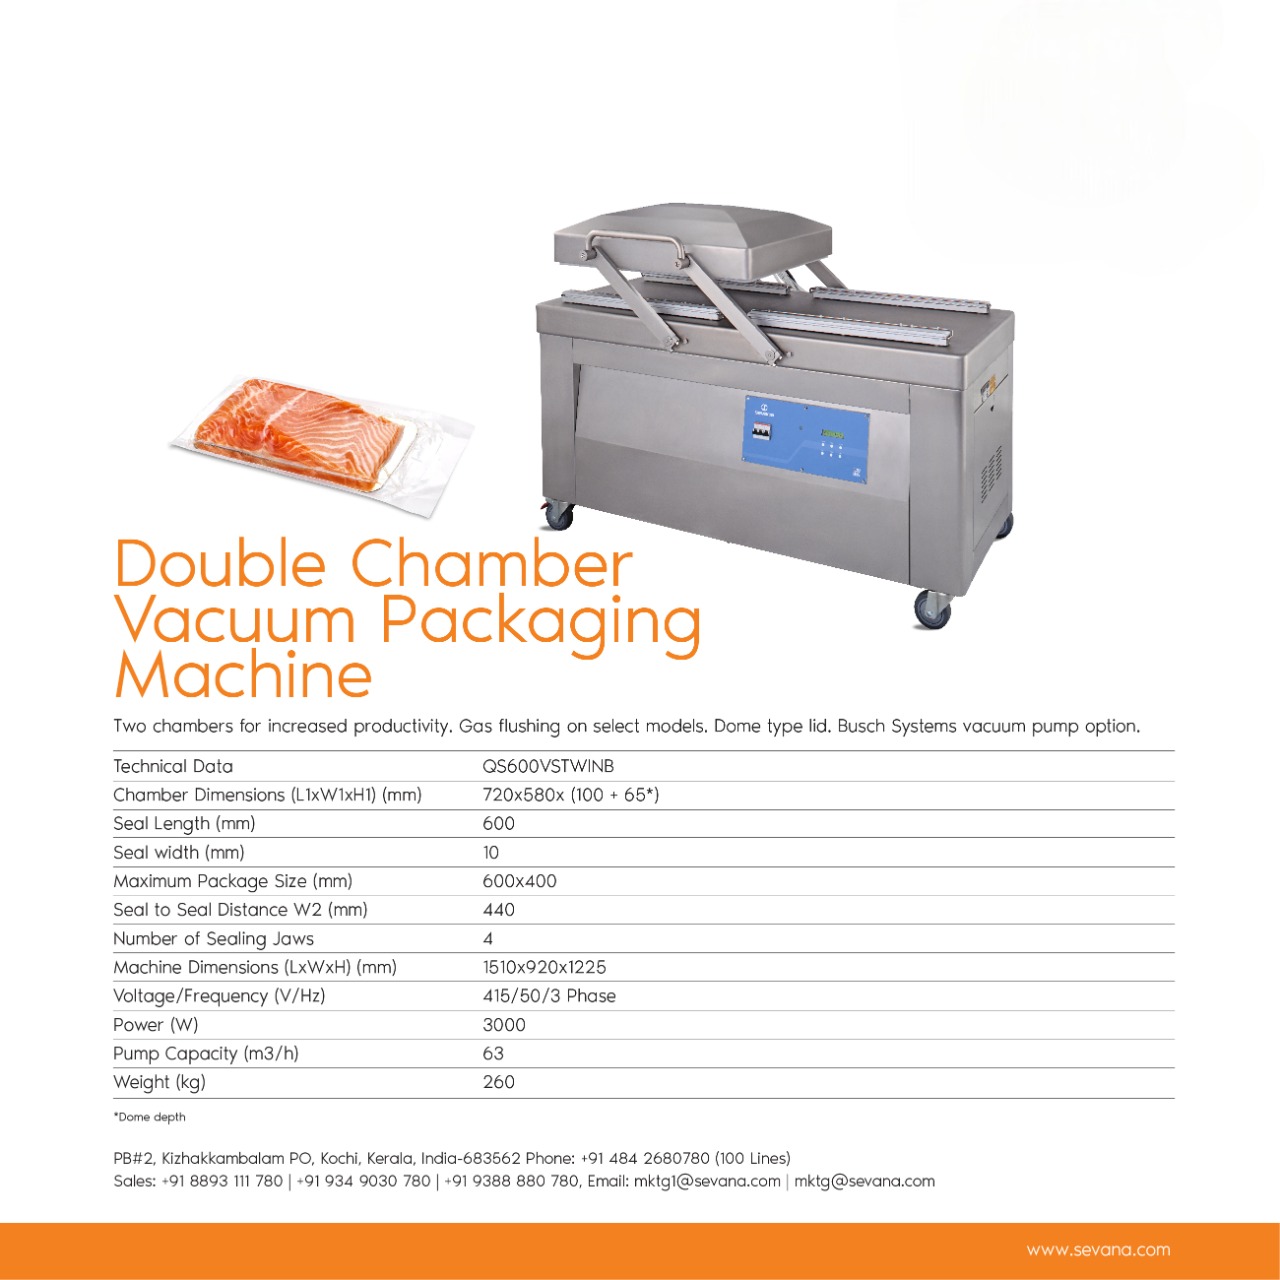 Double Chamber
Vacuum Packaging
Machine
Two chambers for increased productivity. Gas flushing on select models. Dome type lid. Busch Systems vacuum pump option.
Technical Data QS600VSTWINB
Chamber Dimensions (L1xW1xH1) (mm) 720x580x (100 + 65*)
Seal Length (mm) 600
Seal width (mm) 10
Maximum Package Size (mm) 600x400
Seal to Seal Distance W2 (mm) 440
Number of Sealing Jaws 4
Machine Dimensions (LxWxH) (mm) 1510x920x1225
Voltage/Frequency (V/Hz) 415/50/3 Phase
Power (W) 3000
Pump Capacity (m3/h) 63
Weight (kg) 260
*Dome depth
PB#2, Kizhakkambalam PO, Kochi, Kerala, India-683562 Phone: +91 484 2680780 (100 Lines)
Sales: +91 8893 111 780 | +91 934 9030 780 | +91 9388 880 780, Email: mktg1@sevana.com | mktg@sevana.com
www.sevana.com